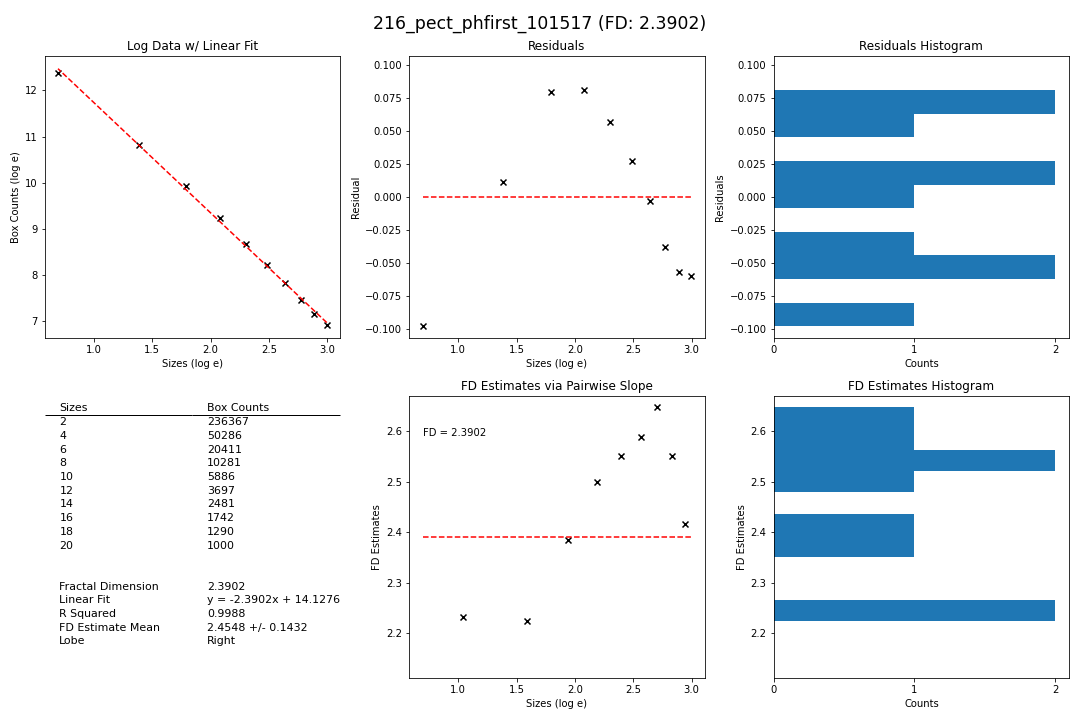 216_pect_phfirst_101517 (FD: 2.3902)
Log Data w/ Linear Fit
12
11
10
9
8
7
Box Counts (log e)
1.0 1.5 2.0 2.5 3.0
Sizes (log e)
Residuals
0.100
0.075
0.050
0.025
0.000
−0.025
−0.050
−0.075
−0.100
Residual
1.0 1.5 2.0 2.5 3.0
Sizes (log e)
Residuals Histogram
0.100
0.075
0.050
0.025
0.000
−0.025
−0.050
−0.075
−0.100
Residuals
0 1 2
Counts
Sizes Box Counts
2 236367
4 50286
6 20411
8 10281
10 5886
12 3697
14 2481
16 1742
18 1290
20 1000
Fractal Dimension 2.3902
Linear Fit y = -2.3902x + 14.1276
R Squared 0.9988
FD Estimate Mean 2.4548 +/- 0.1432
Lobe Right
FD Estimates via Pairwise Slope
FD = 2.3902
2.6
2.5
2.4
2.3
2.2
FD Estimates
1.0 1.5 2.0 2.5 3.0
Sizes (log e)
FD Estimates Histogram
2.6
2.5
2.4
2.3
2.2
FD Estimates
0 1 2
Counts